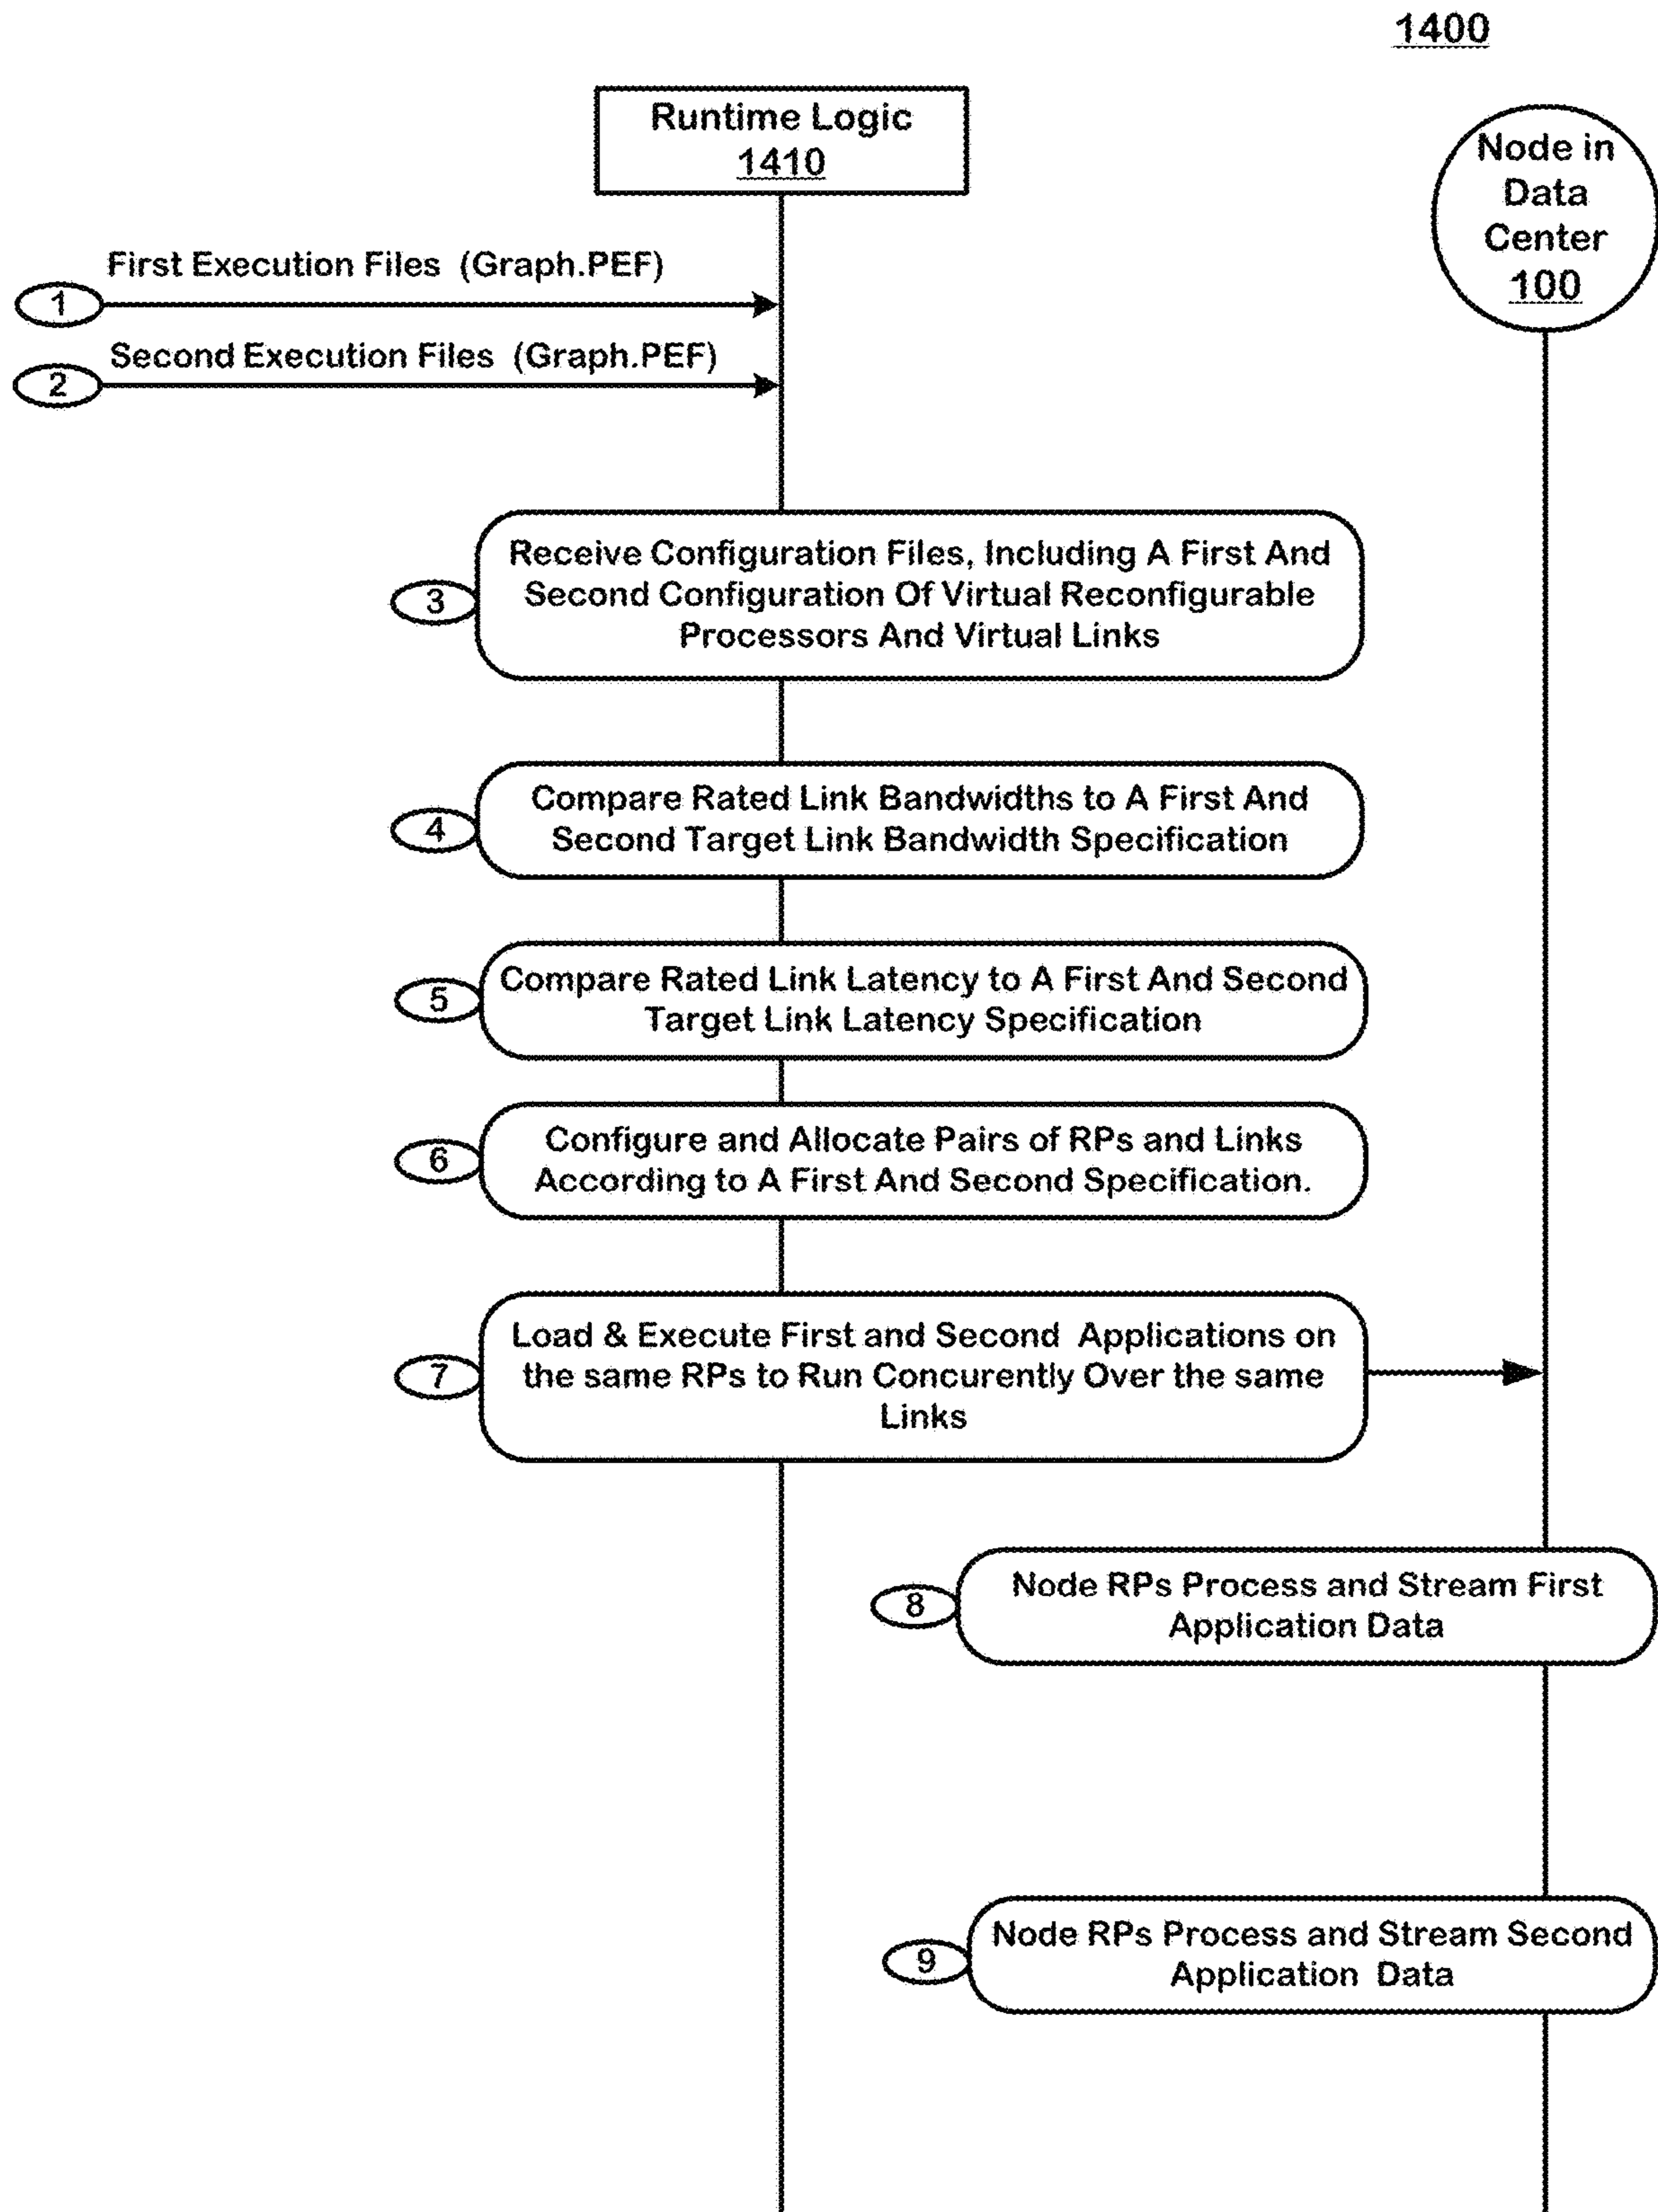 1400
Runtime Logic
1410
Node in
Data
Center
100
First Execution Files (Graph.PEF)
1
Second Execution Files (Graph.PEF)
2
Receive Configuration Files, Including A First And
3
Second Configuration Of Virtual Reconfigurable
Processors And Virtual Links
Compare Rated Link Bandwidths to A First And
4
Second Target Link Bandwidth Specification
Compare Rated Link Latency to A First And Second
5
Target Link Latency Specification
Configure and Allocate Pairs of RPs and Links
6
According to A First And Second Specification.
Load & Execute First and Second Applications on
7
the same RPs to Run Concurently Over the same
Links
Node RPs Process and Stream First
8
Application Data
Node RPs Process and Stream Second
9
Application Data